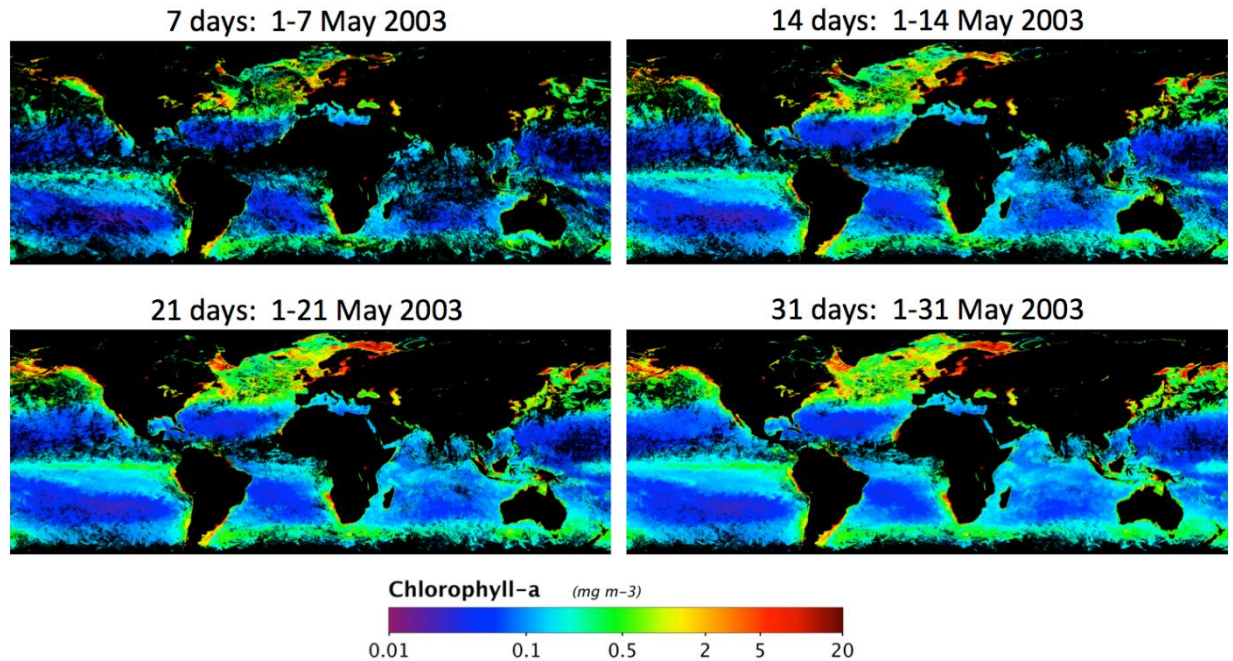 7 days: 1-7 May 2003
14 days: 1-14 May 2003
21 days: 1-21 May 2003
31 days: 1-31 May 2003
Chlorophyll-a (mg m-3)
0.01 0.1 0.5 2 5 20